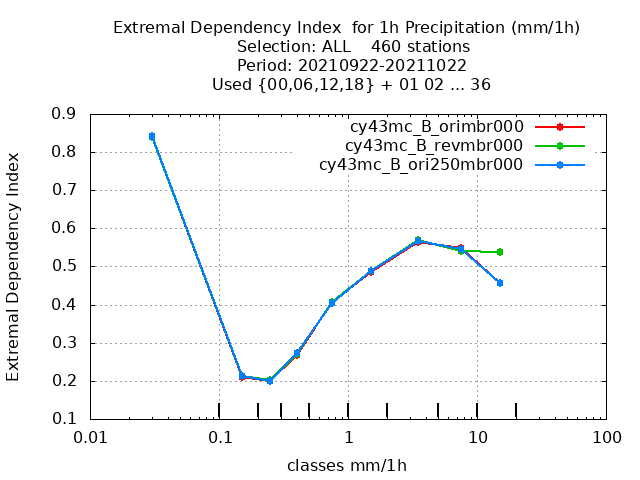 Extremal Dependency Index  for 1h Precipitation (mm/1h)
Selection: ALL    460 stations
Period: 20210922-20211022
Used {00,06,12,18} + 01 02 ... 36
cy43mc_B_orimbr000
cy43mc_B_revmbr000
cy43mc_B_ori250mbr000
Extremal Dependency Index
0.9
0.8
0.7
0.6
0.5
0.4
0.3
0.2
0.1
0.01 0.1 1 10 100
classes mm/1h